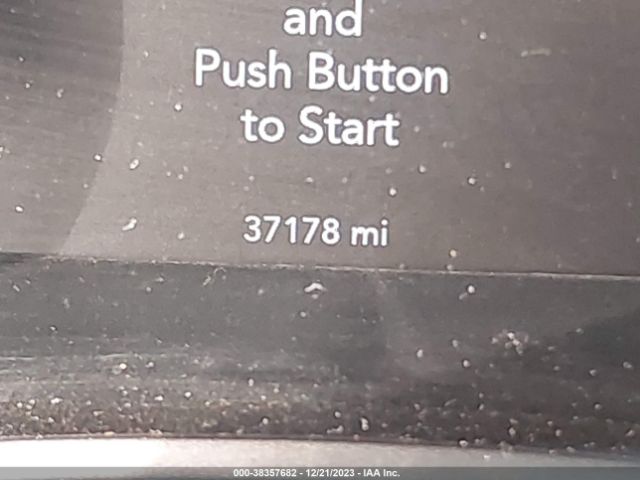 and
Push Button
to Start
37178 mi
000-38357682 - 12/21/2023 - IAA Inc.